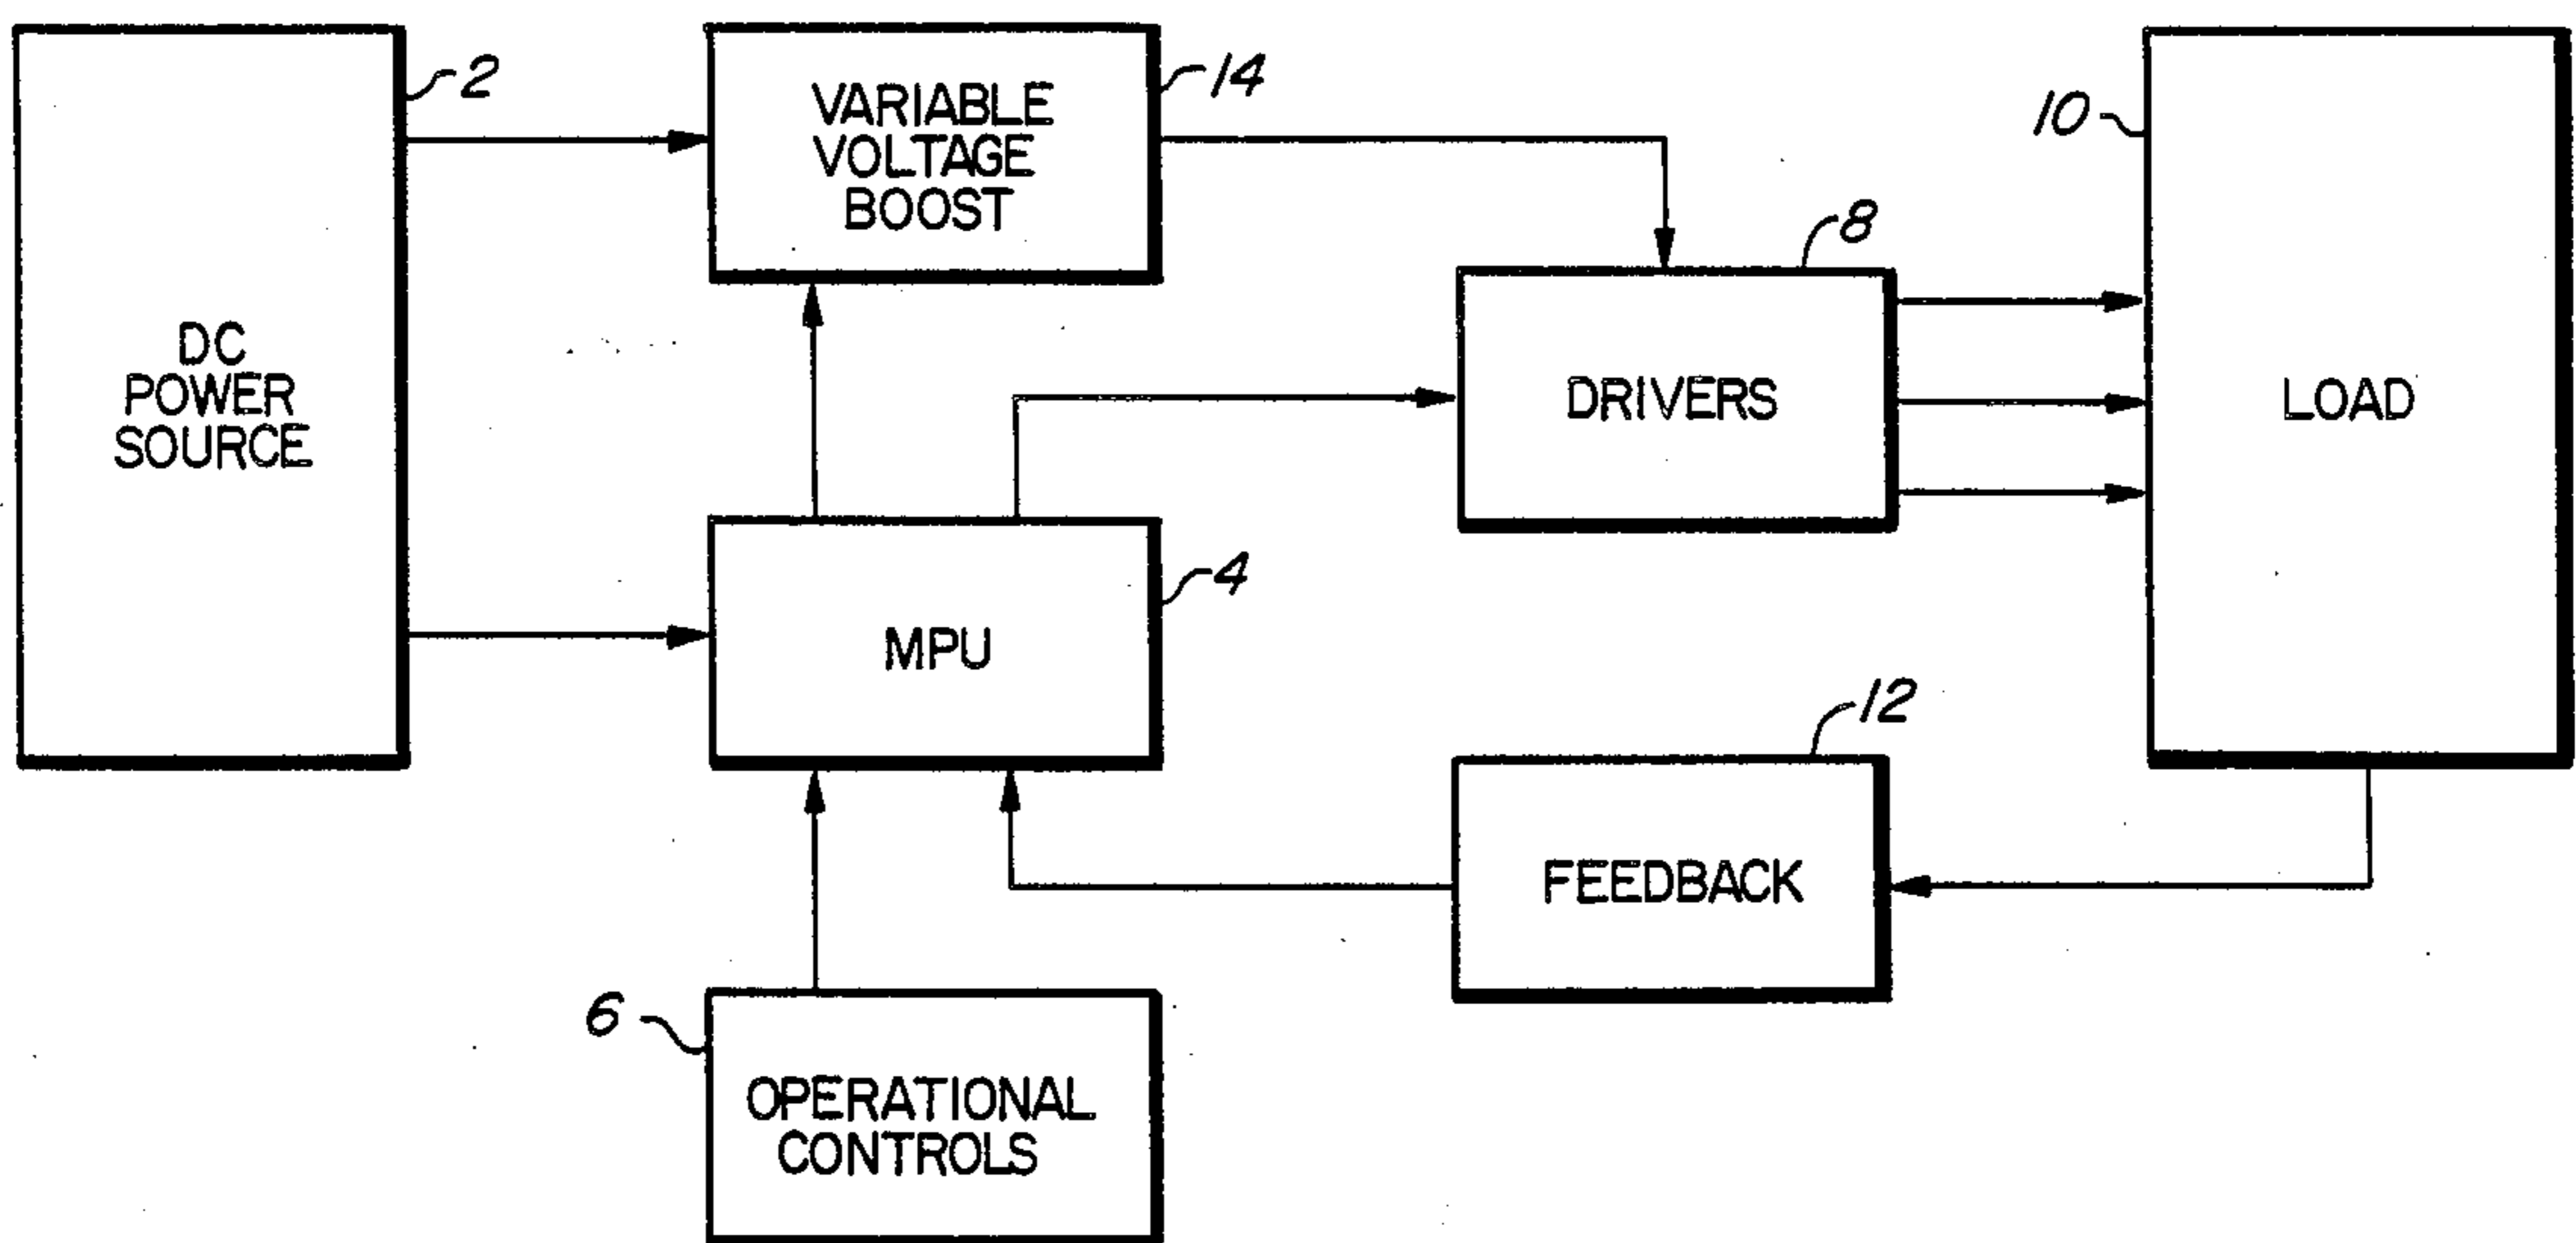 2
DC
POWER
SOURCE
14
VARIABLE
VOLTAGE
BOOST
8
DRIVERS
10
LOAD
4
MPU
12
FEEDBACK
6
OPERATIONAL
CONTROLS